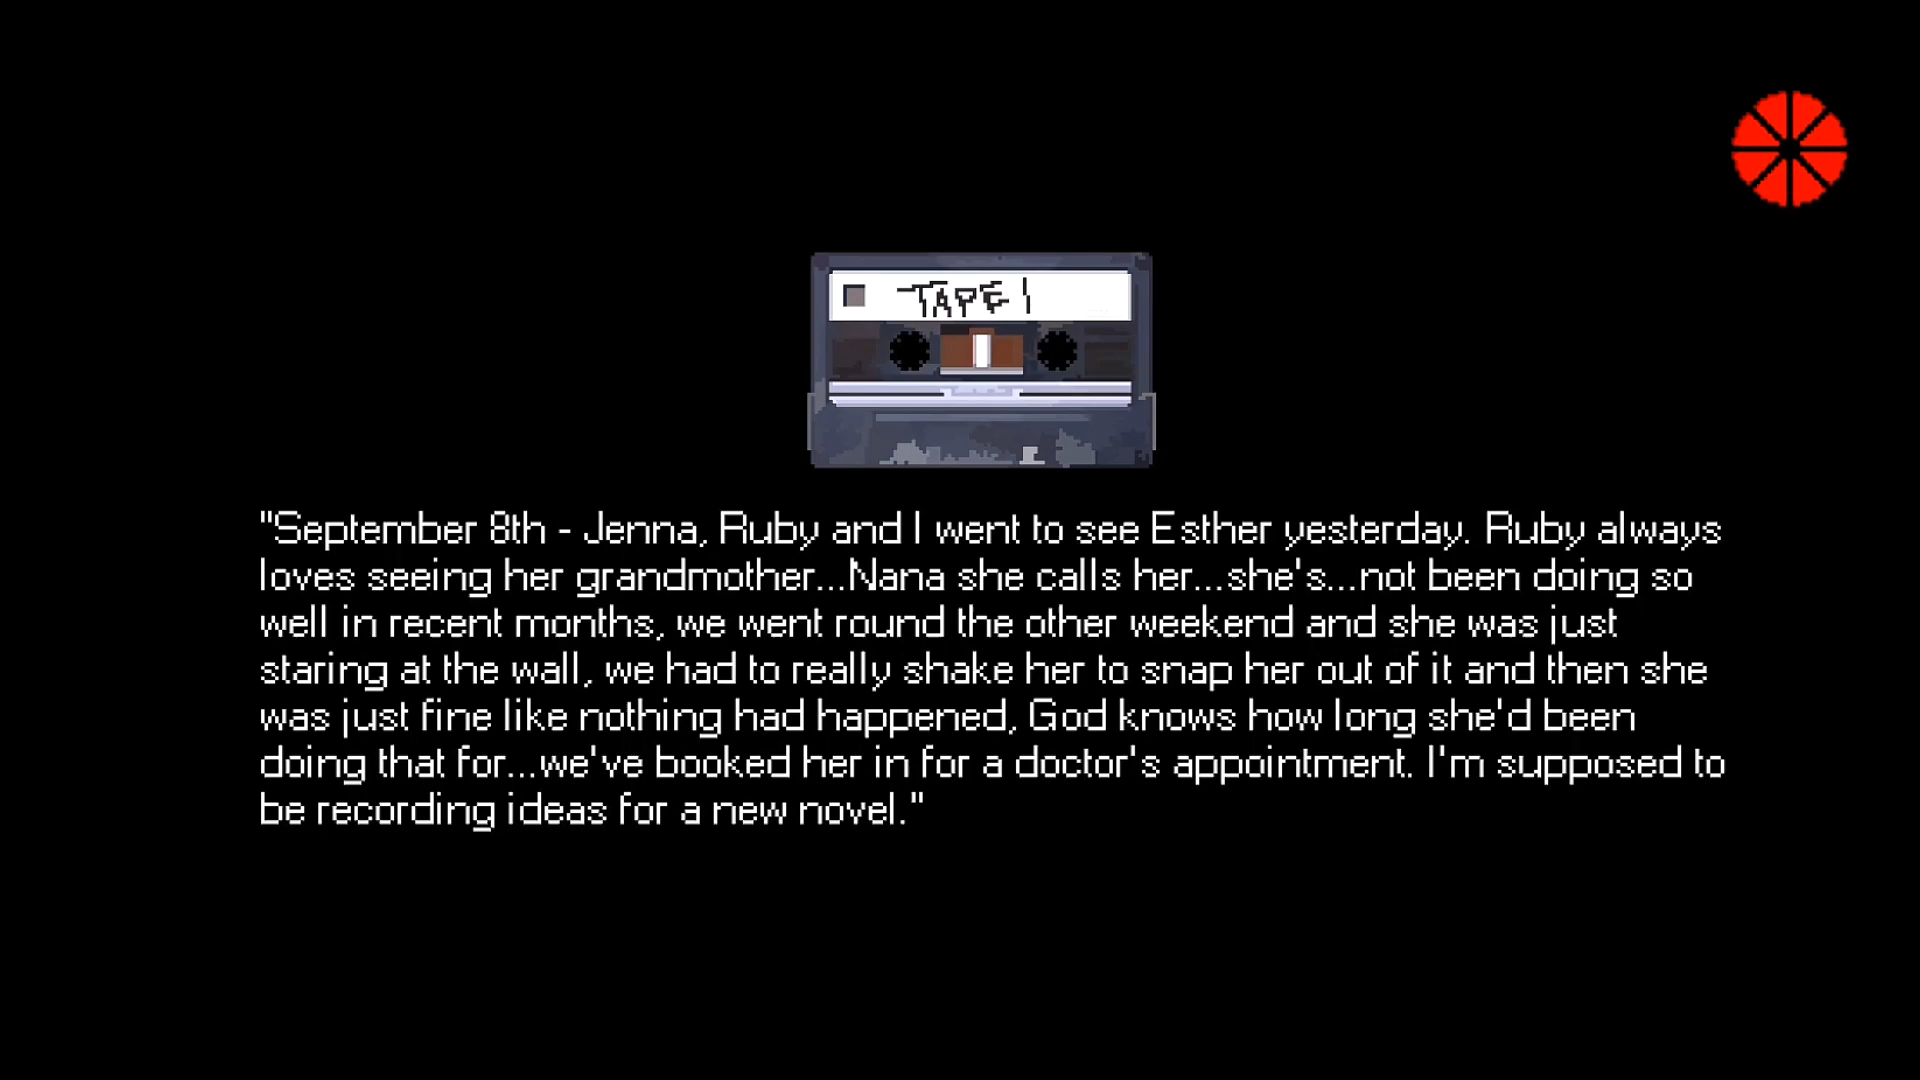 TAPE 1
"September 8th - Jenna, Ruby and I went to see Esther yesterday. Ruby always
loves seeing her grandmother...Nana she calls her...she's...not been doing so
well in recent months, we went round the other weekend and she was just
staring at the wall, we had to really shake her to snap her out of it and then she
was just fine like nothing had happened, God knows how long she'd been
doing that for...we've booked her in for a doctor's appointment. I'm supposed to
be recording ideas for a new novel."